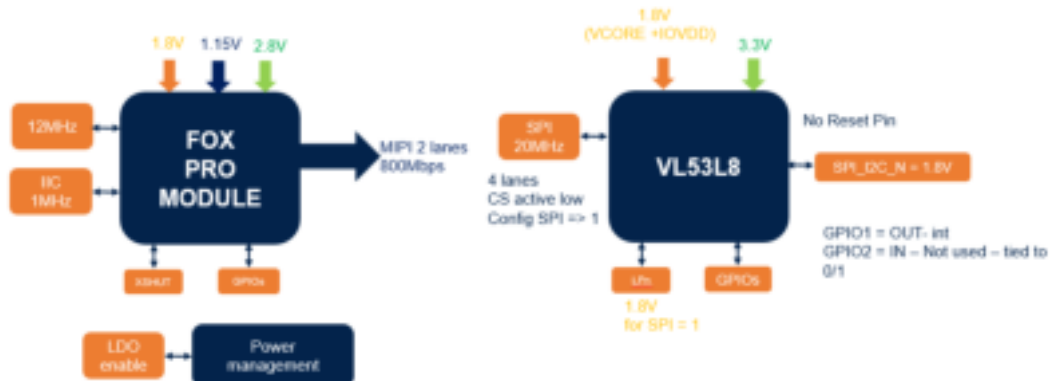 1.8V
1.15V
2.8V
12MHz
IIC
1MHz
FOX
PRO
MODULE
MIPI 2 lanes
800Mbps
XSHUT
GPIOs
LDO
enable
Power
management
1.8V
(VCORE +IOVDD)
3.3V
SPI
20MHz
4 lanes
CS active low
Config SPI => 1
VL53L8
No Reset Pin
SPI_I2C_N = 1.8V
GPIO1 = OUT- int
GPIO2 = IN – Not used – tied to
0/1
LPn
GPIOs
1.8V
for SPI = 1